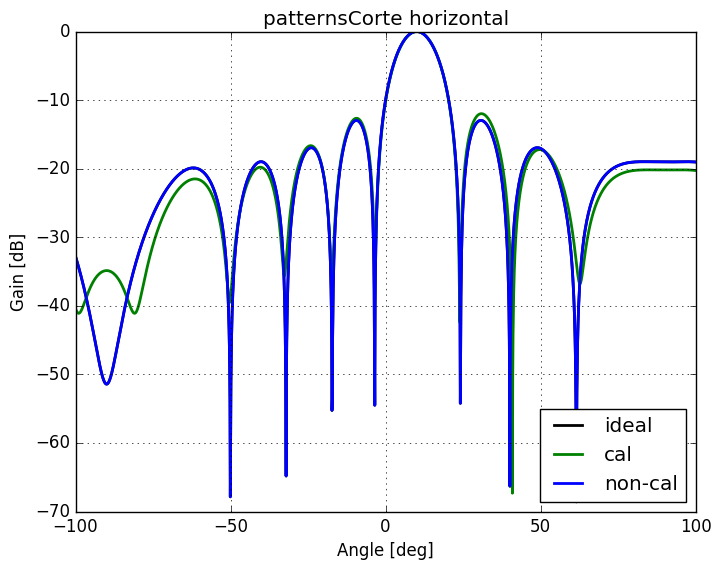 patternsCorte horizontal
0
−10
−20
−30
−40
−50
−60
−70
Gain [dB]
ideal
cal
non-cal
−100
−50
0
50
100
Angle [deg]